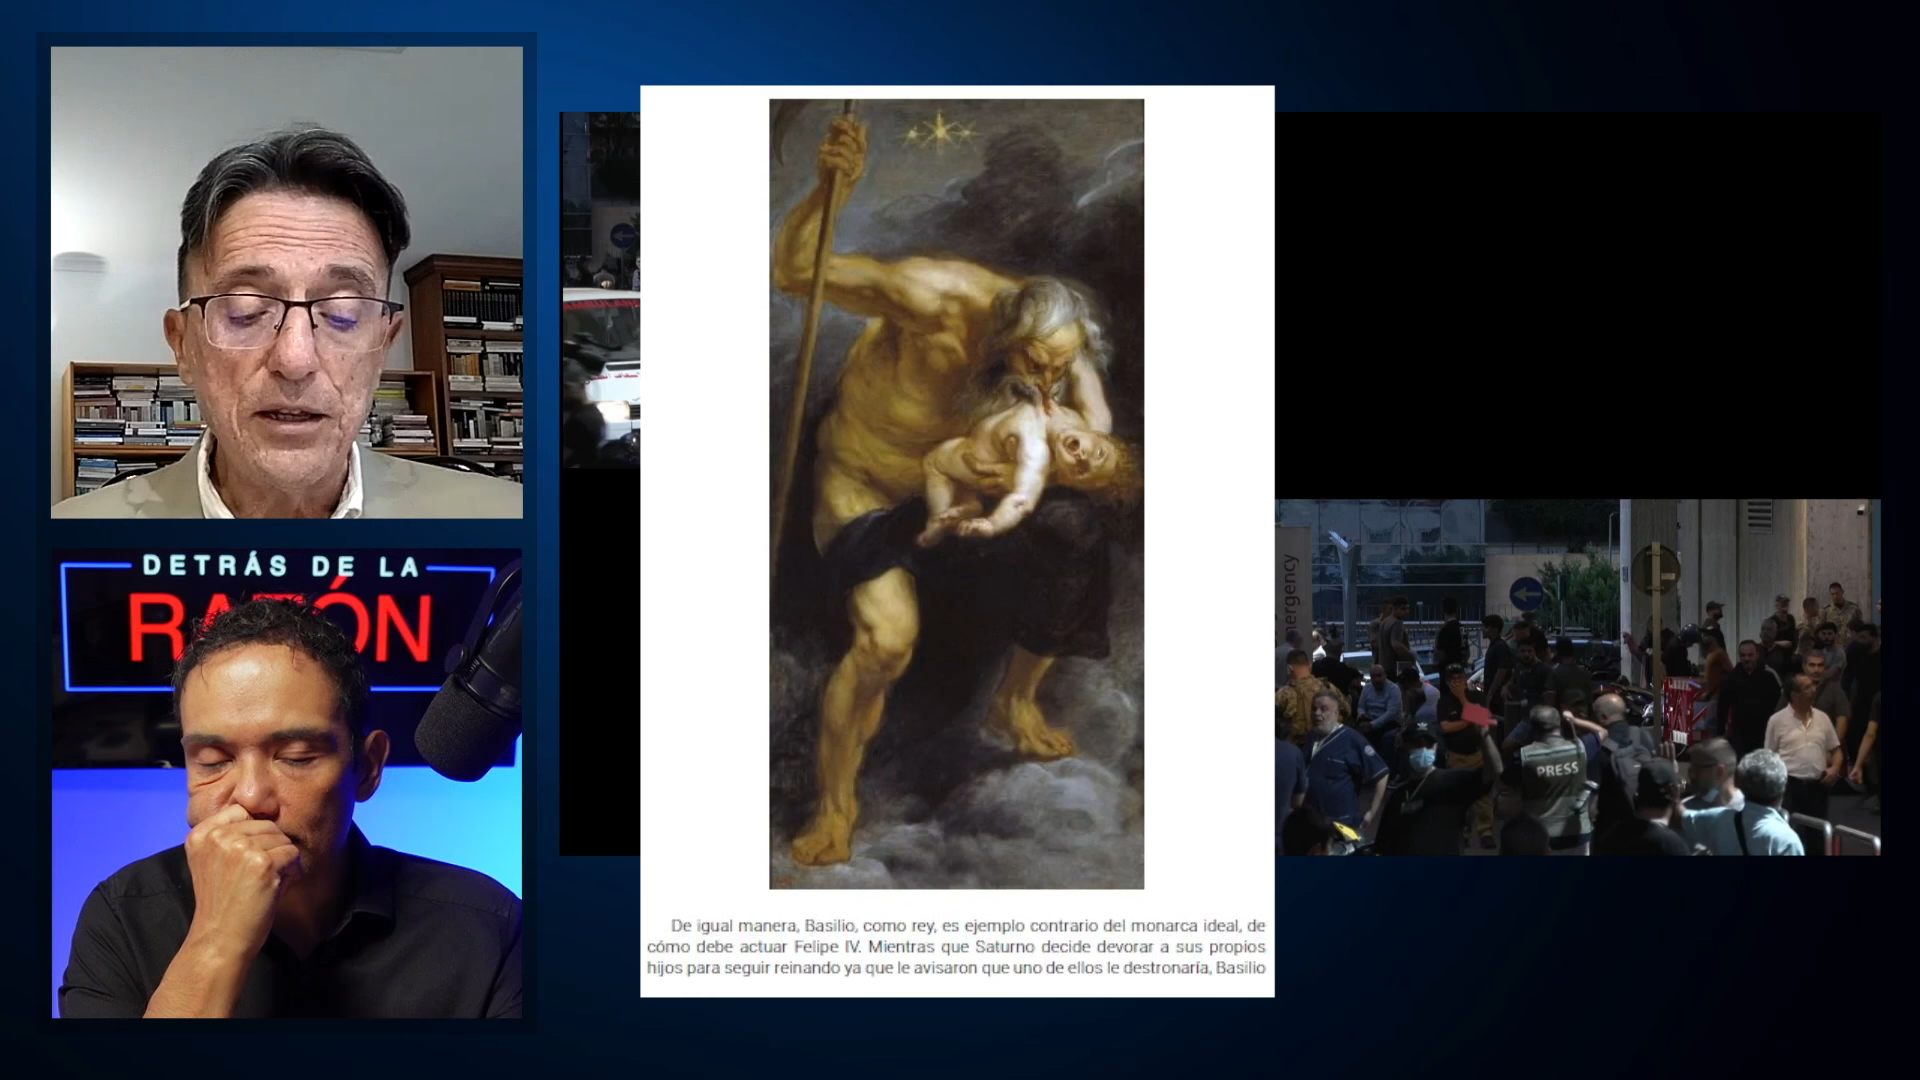 DETRÁS DE LA
RAZÓN
De igual manera, Basilio, como rey, es ejemplo contrario del monarca ideal, de
cómo debe actuar Felipe IV. Mientras que Saturno decide devorar a sus propios
hijos para seguir reinando ya que le avisaron que uno de ellos le destronaría, Basilio
mergency
PRESS